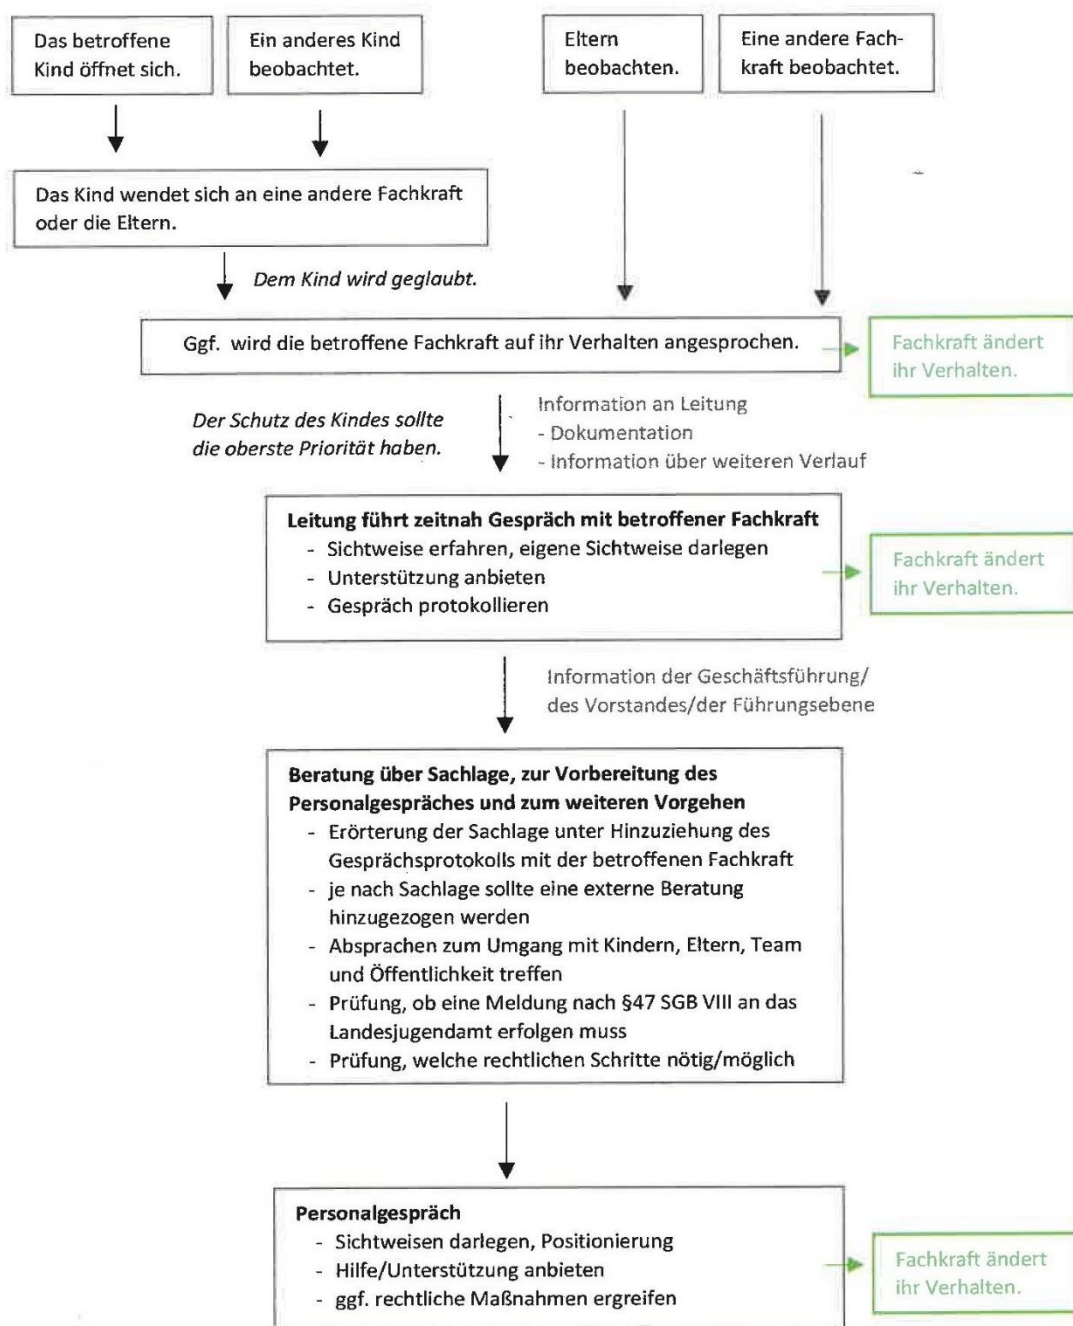 Das betroffene
Kind öffnet sich.
Ein anderes Kind
beobachtet.
Eltern
beobachten.
Eine andere Fach-
kraft beobachtet.
Das Kind wendet sich an eine andere Fachkraft
oder die Eltern.
Dem Kind wird geglaubt.
Ggf. wird die betroffene Fachkraft auf ihr Verhalten angesprochen.
Fachkraft ändert
ihr Verhalten.
Der Schutz des Kindes sollte
die oberste Priorität haben.
Information an Leitung
- Dokumentation
- Information über weiteren Verlauf
Leitung führt zeitnah Gespräch mit betroffener Fachkraft
- Sichtweise erfahren, eigene Sichtweise darlegen
- Unterstützung anbieten
- Gespräch protokollieren
Fachkraft ändert
ihr Verhalten.
Information der Geschäftsführung/
des Vorstandes/der Führungsebene
Beratung über Sachlage, zur Vorbereitung des
Personalgespräches und zum weiteren Vorgehen
- Erörterung der Sachlage unter Hinzuziehung des
Gesprächsprotokolls mit der betroffenen Fachkraft
- je nach Sachlage sollte eine externe Beratung
hinzugezogen werden
- Absprachen zum Umgang mit Kindern, Eltern, Team
und Öffentlichkeit treffen
- Prüfung, ob eine Meldung nach §47 SGB VIII an das
Landesjugendamt erfolgen muss
- Prüfung, welche rechtlichen Schritte nötig/möglich
Personalgespräch
- Sichtweisen darlegen, Positionierung
- Hilfe/Unterstützung anbieten
- ggf. rechtliche Maßnahmen ergreifen
Fachkraft ändert
ihr Verhalten.